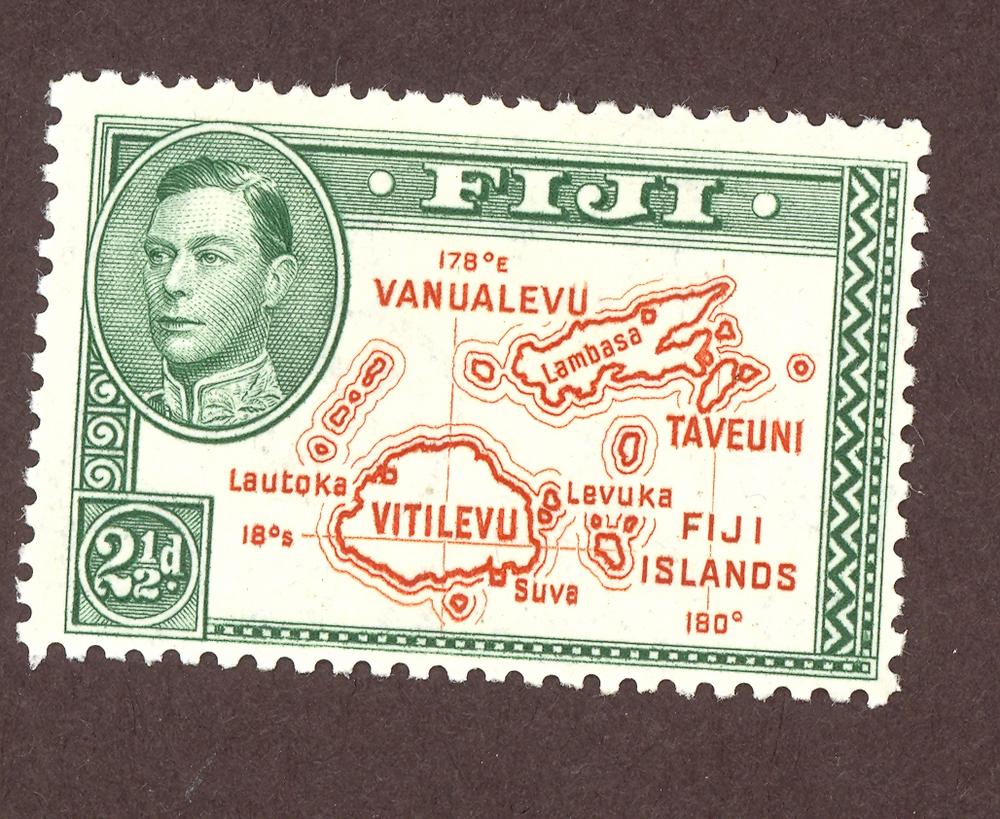 FIJI
178°E
VANUALEVU
Lambasa
TAVEUNI
Lautoka
VITILEVU
Levuka
18°S
FIJI
ISLANDS
Suva
180°
2½d.